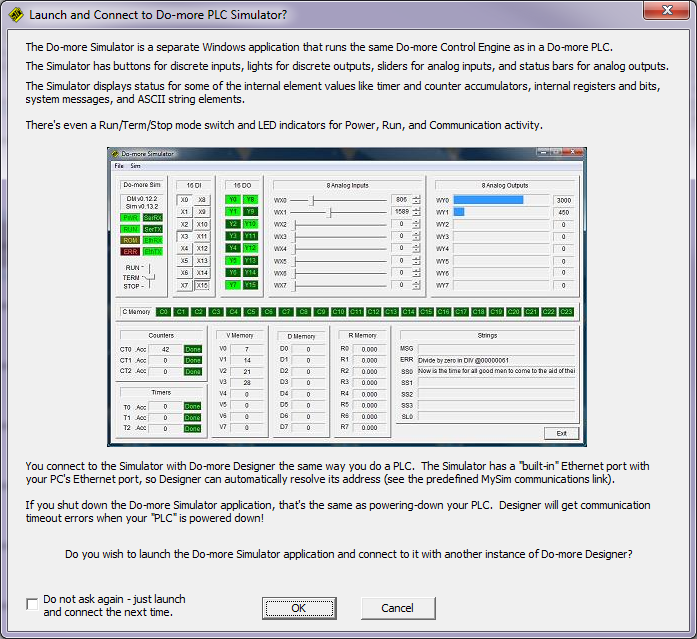 Launch and Connect to Do-more PLC Simulator?
The Do-more Simulator is a separate Windows application that runs the same Do-more Control Engine as in a Do-more PLC.
The Simulator has buttons for discrete inputs, lights for discrete outputs, sliders for analog inputs, and status bars for analog outputs.
The Simulator displays status for some of the internal element values like timer and counter accumulators, internal registers and bits,
system messages, and ASCII string elements.
There's even a Run/Term/Stop mode switch and LED indicators for Power, Run, and Communication activity.
Do-more Simulator
File Sim
Do-more Sim 16 DI 16 DO 8 Analog Inputs 8 Analog Outputs
DM v0.12.2
Sim v0.13.2
PWR SerRX
RUN SerTX
ROM EthRX
ERR EthTX
RUN
TERM
STOP
X0 X8
X1 X9
X2 X10
X3 X11
X4 X12
X5 X13
X6 X14
X7 X15
Y0 Y8
Y1 Y9
Y2 Y10
Y3 Y11
Y4 Y12
Y5 Y13
Y6 Y14
Y7 Y15
WX0 806
WX1 1589
WX2 0
WX3 0
WX4 0
WX5 0
WX6 0
WX7 0
WY0 3000
WY1 450
WY2 0
WY3 0
WY4 0
WY5 0
WY6 0
WY7 0
C Memory C0 C1 C2 C3 C4 C5 C6 C7 C8 C9 C10 C11 C12 C13 C14 C15 C16 C17 C18 C19 C20 C21 C22 C23
Counters
CT0 .Acc 42 Done
CT1 .Acc 0 Done
CT2 .Acc 0 Done
Timers
T0 .Acc 0 Done
T1 .Acc 0 Done
T2 .Acc 0 Done
V Memory
V0 7
V1 14
V2 21
V3 28
V4 0
V5 0
V6 0
V7 0
D Memory
D0 0
D1 0
D2 0
D3 0
D4 0
D5 0
D6 0
D7 0
R Memory
R0 0.000
R1 0.000
R2 0.000
R3 0.000
R4 0.000
R5 0.000
R6 0.000
R7 0.000
Strings
MSG
ERR Divide by zero in DIV @00000061
SS0 Now is the time for all good men to come to the aid of thei
SS1
SS2
SS3
SL0
Exit
You connect to the Simulator with Do-more Designer the same way you do a PLC. The Simulator has a "built-in" Ethernet port with
your PC's Ethernet port, so Designer can automatically resolve its address (see the predefined MySim communications link).
If you shut down the Do-more Simulator application, that's the same as powering-down your PLC. Designer will get communication
timeout errors when your "PLC" is powered down!
Do you wish to launch the Do-more Simulator application and connect to it with another instance of Do-more Designer?
Do not ask again - just launch
and connect the next time.
OK
Cancel